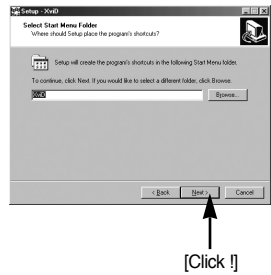 Setup - XviD
Select Start Menu Folder
Where should Setup place the program's shortcuts?
Setup will create the program's shortcuts in the following Start Menu folder.
To continue, click Next. If you would like to select a different folder, click Browse.
XviD
Browse...
< Back
Next >
Cancel
[Click !]